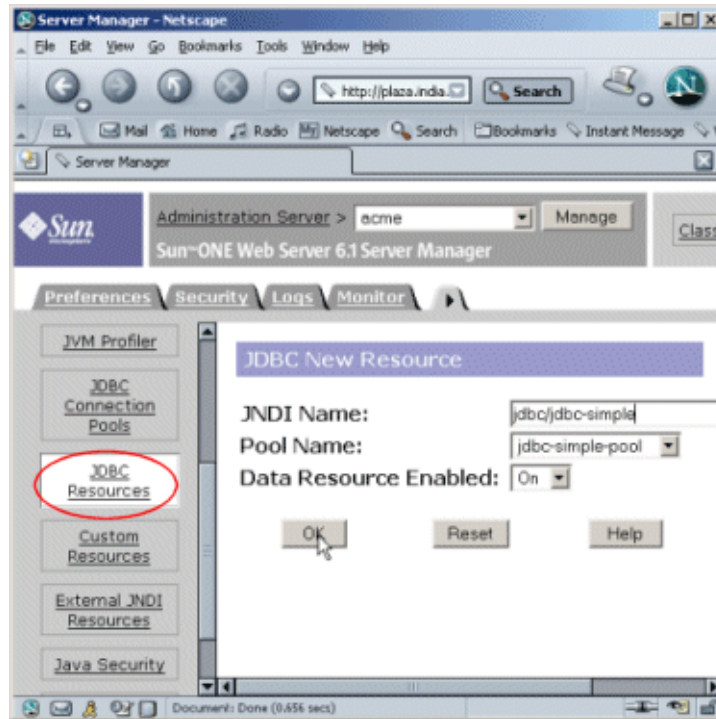 Server Manager - Netscape
File Edit View Go Bookmarks Tools Window Help
http://plaza.india. Search
Mail Home Radio My Netscape Search Bookmarks Instant Message
Server Manager
Sun
Administration Server > acme Manage
Sun ONE Web Server 6.1 Server Manager
Class
Preferences Security Logs Monitor
JVM Profiler
JDBC
Connection
Pools
JDBC
Resources
Custom
Resources
External JNDI
Resources
Java Security
JDBC New Resource
JNDI Name: jdbc/jdbc-simple
Pool Name: jdbc-simple-pool
Data Resource Enabled: On
OK Reset Help
Document: Done (0.656 secs)